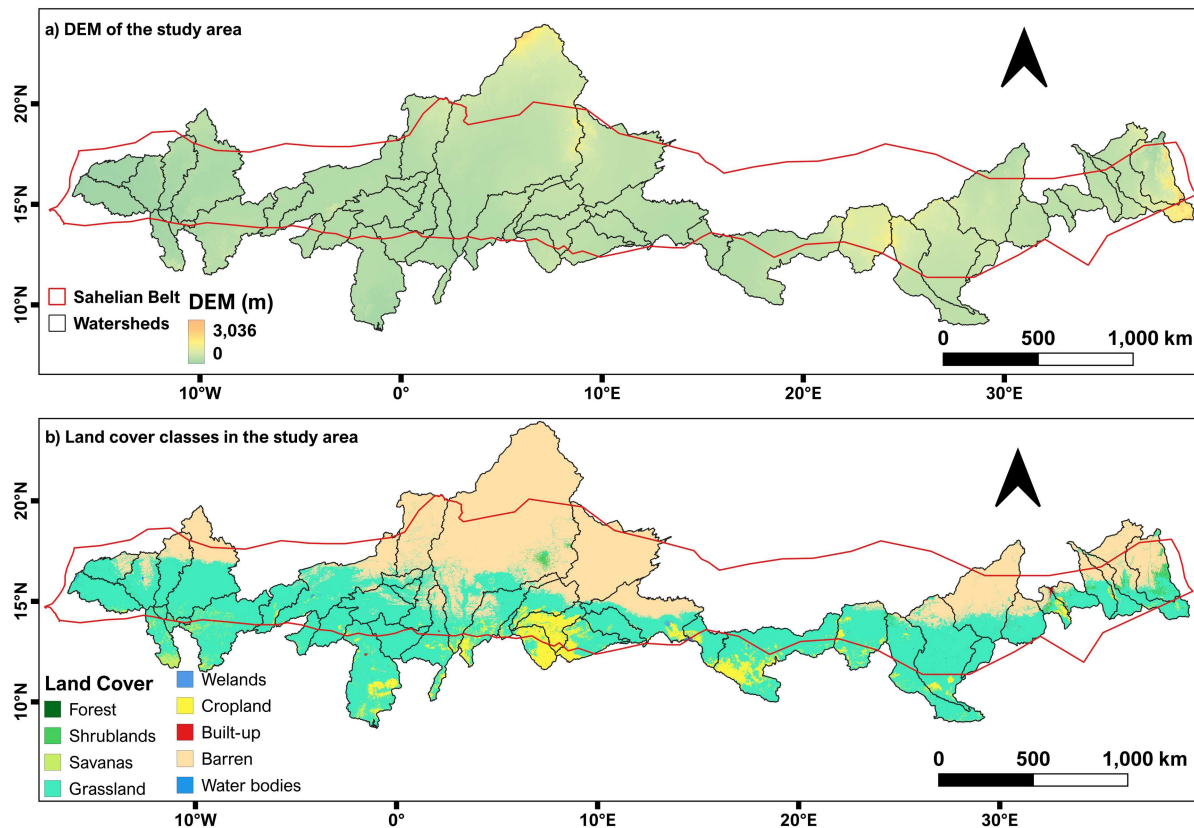 a) DEM of the study area
20°N
15°N
10°N
Sahelian Belt
Watersheds
DEM (m)
3,036
0
0 500 1,000 km
10°W 0° 10°E 20°E 30°E
b) Land cover classes in the study area
20°N
15°N
10°N
Land Cover
Forest
Shrublands
Savanas
Grassland
Welands
Cropland
Built-up
Barren
Water bodies
0 500 1,000 km
10°W 0° 10°E 20°E 30°E